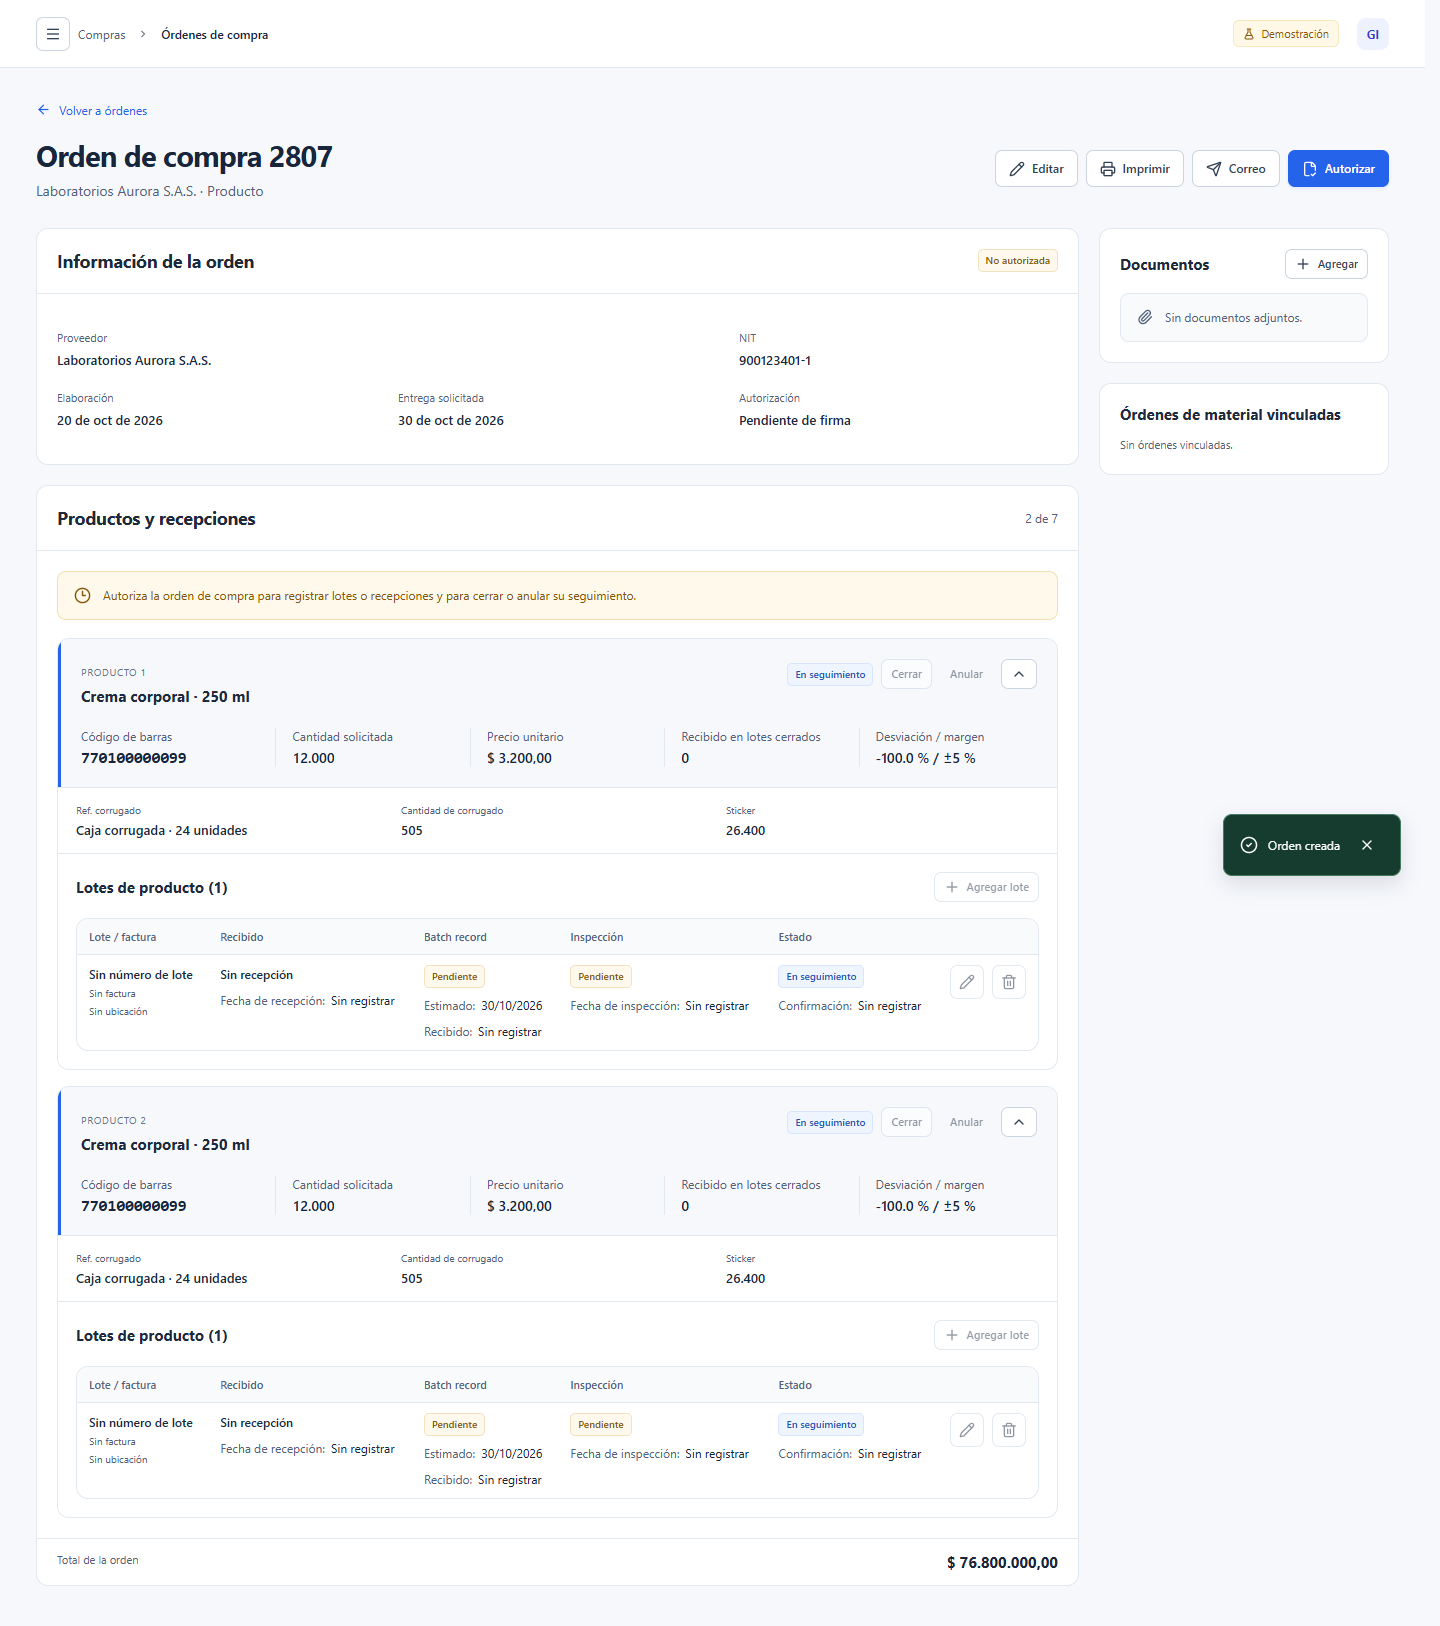 Compras > Órdenes de compra
Demostración
GI
Volver a órdenes
Orden de compra 2807
Laboratorios Aurora S.A.S. · Producto
Editar
Imprimir
Correo
Autorizar
Información de la orden
No autorizada
Proveedor
Laboratorios Aurora S.A.S.
NIT
900123401-1
Elaboración
20 de oct de 2026
Entrega solicitada
30 de oct de 2026
Autorización
Pendiente de firma
Documentos
Agregar
Sin documentos adjuntos.
Órdenes de material vinculadas
Sin órdenes vinculadas.
Productos y recepciones
2 de 7
Autoriza la orden de compra para registrar lotes o recepciones y para cerrar o anular su seguimiento.
PRODUCTO 1
Crema corporal · 250 ml
En seguimiento
Cerrar
Anular
Código de barras
770100000099
Cantidad solicitada
12.000
Precio unitario
$ 3.200,00
Recibido en lotes cerrados
0
Desviación / margen
-100.0 % / ±5 %
Ref. corrugado
Caja corrugada · 24 unidades
Cantidad de corrugado
505
Sticker
26.400
Lotes de producto (1)
Agregar lote
Lote / factura
Recibido
Batch record
Inspección
Estado
Sin número de lote
Sin factura
Sin ubicación
Sin recepción
Fecha de recepción: Sin registrar
Pendiente
Estimado: 30/10/2026
Recibido: Sin registrar
Pendiente
Fecha de inspección: Sin registrar
En seguimiento
Confirmación: Sin registrar
Orden creada
PRODUCTO 2
Crema corporal · 250 ml
En seguimiento
Cerrar
Anular
Código de barras
770100000099
Cantidad solicitada
12.000
Precio unitario
$ 3.200,00
Recibido en lotes cerrados
0
Desviación / margen
-100.0 % / ±5 %
Ref. corrugado
Caja corrugada · 24 unidades
Cantidad de corrugado
505
Sticker
26.400
Lotes de producto (1)
Agregar lote
Lote / factura
Recibido
Batch record
Inspección
Estado
Sin número de lote
Sin factura
Sin ubicación
Sin recepción
Fecha de recepción: Sin registrar
Pendiente
Estimado: 30/10/2026
Recibido: Sin registrar
Pendiente
Fecha de inspección: Sin registrar
En seguimiento
Confirmación: Sin registrar
Total de la orden
$ 76.800.000,00